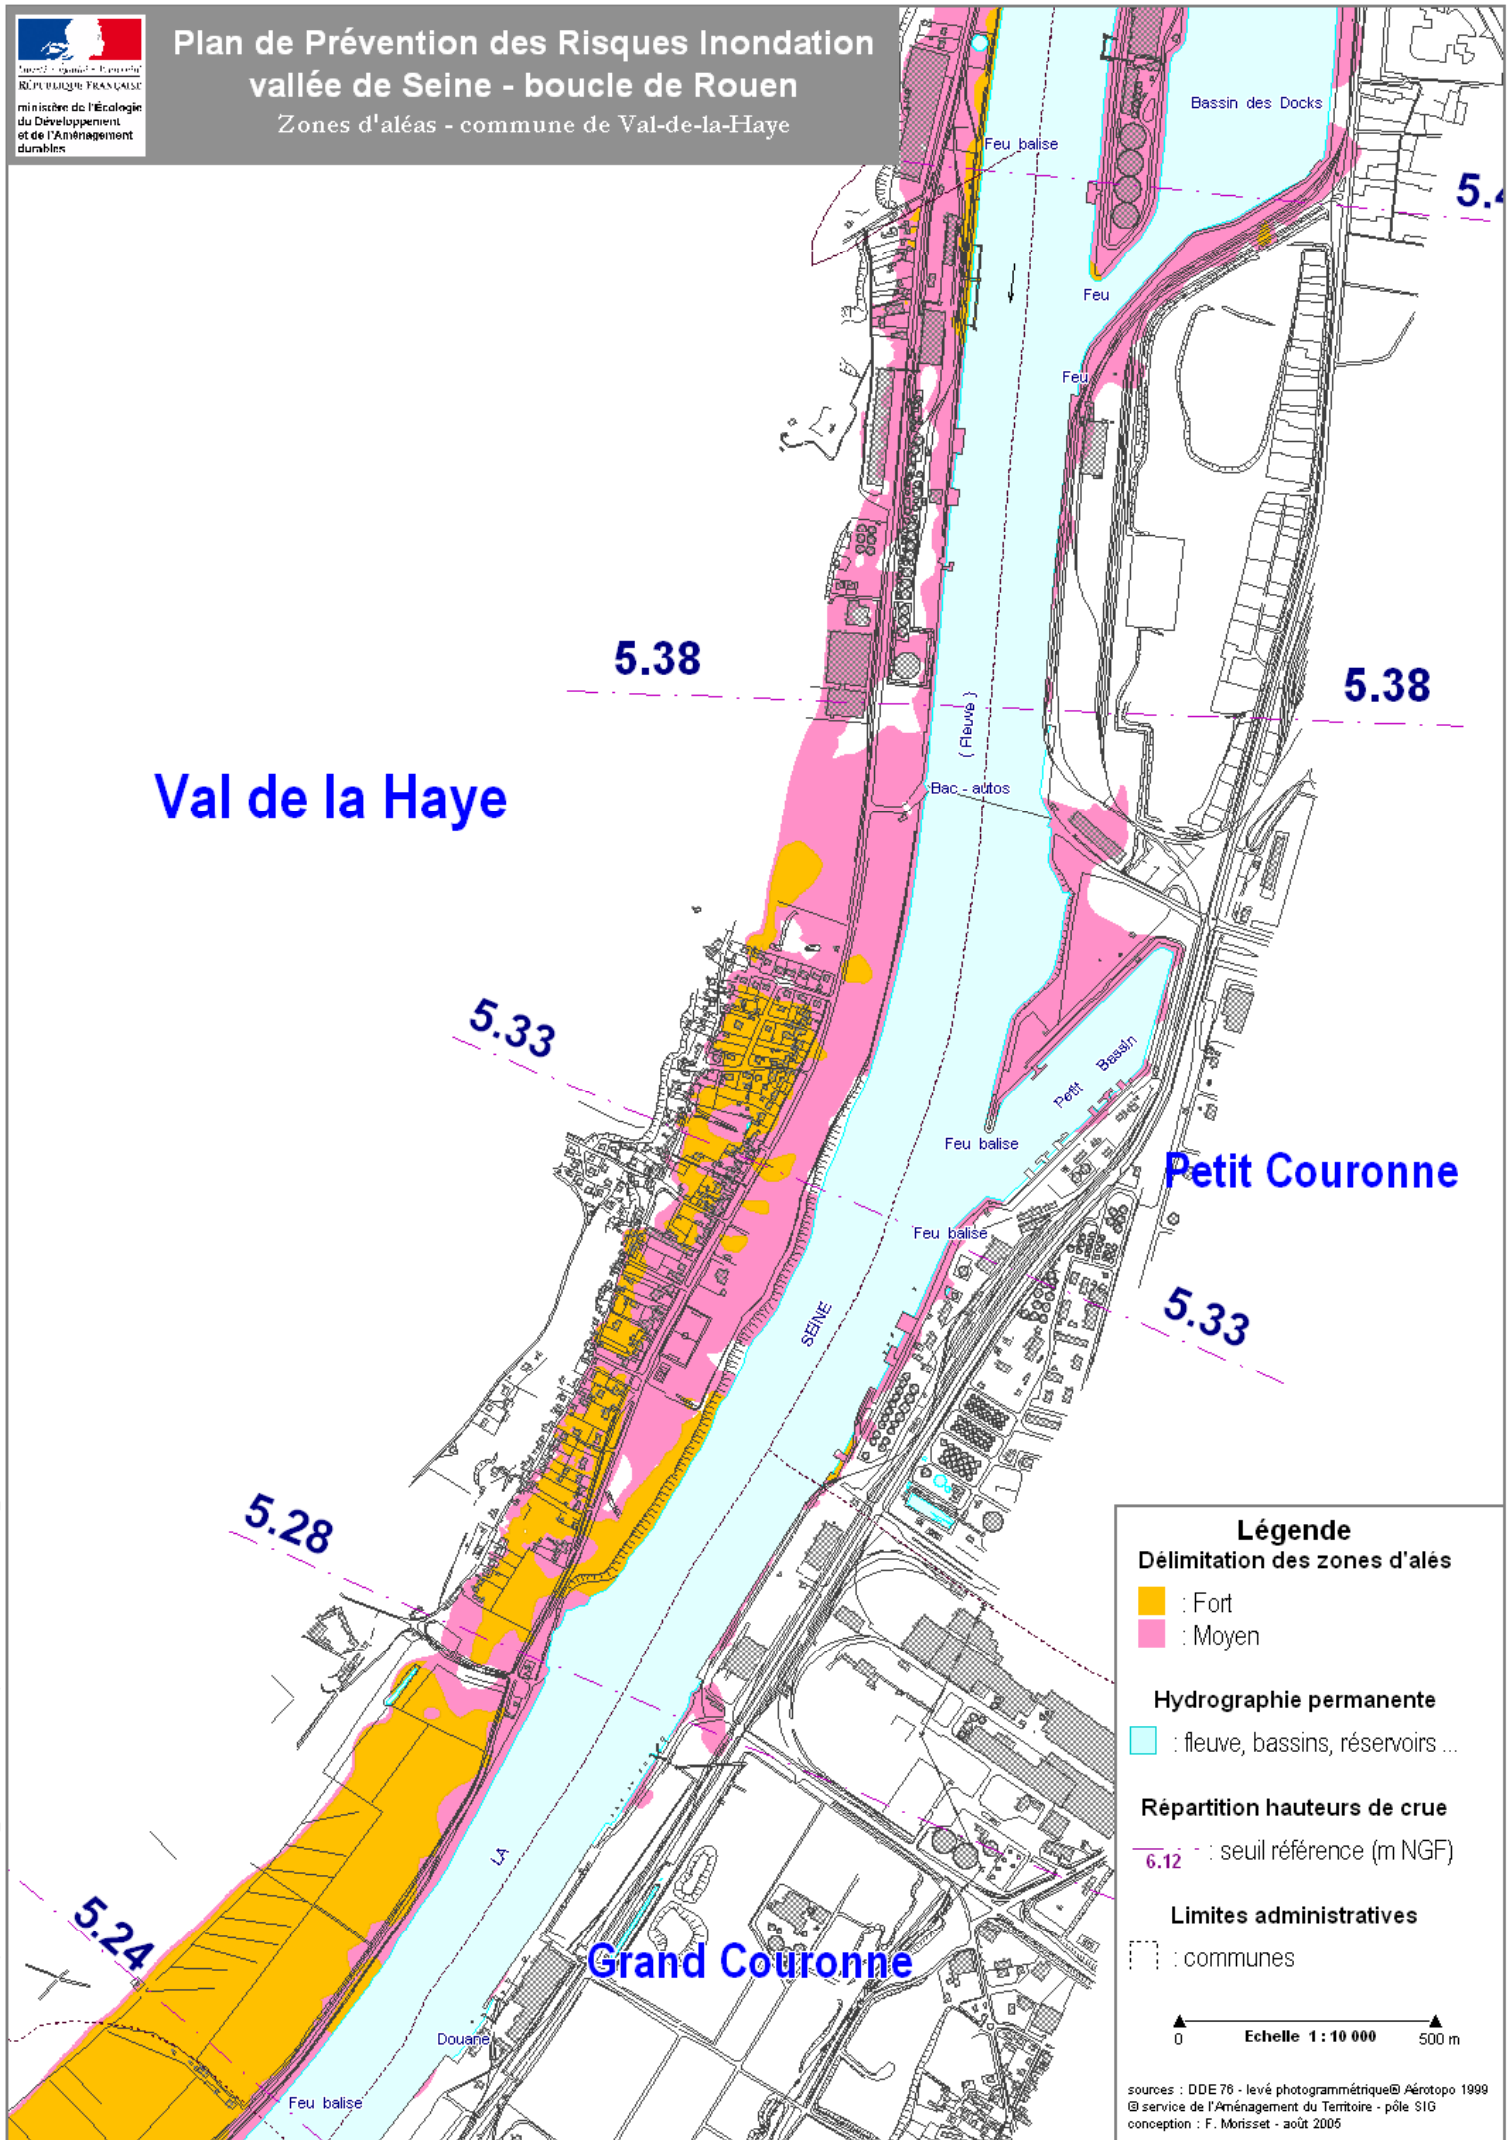 Plan de Prévention des Risques Inondation
vallée de Seine - boucle de Rouen
Zones d'aléas - commune de Val-de-la-Haye
RÉPUBLIQUE FRANÇAISE
ministère de l'Écologie
du Développement
et de l'Aménagement
durables
Bassin des Docks
Feu balise
5.4
Feu
Feu
5.38
5.38
( Fleuve )
Val de la Haye
Bac - autos
5.33
Petit Bassin
Feu balise
Petit Couronne
Feu balise
5.33
SEINE
5.28
LA
5.24
Grand Couronne
Douane
Feu balise
Légende
Délimitation des zones d'alés
: Fort
: Moyen
Hydrographie permanente
: fleuve, bassins, réservoirs ...
Répartition hauteurs de crue
6.12 : seuil référence (m NGF)
Limites administratives
: communes
0 Echelle 1 : 10 000 500 m
sources : DDE 76 - levé photogrammétrique® Aérotopo 1999
© service de l'Aménagement du Territoire - pôle SIG
conception : F. Morisset - août 2005